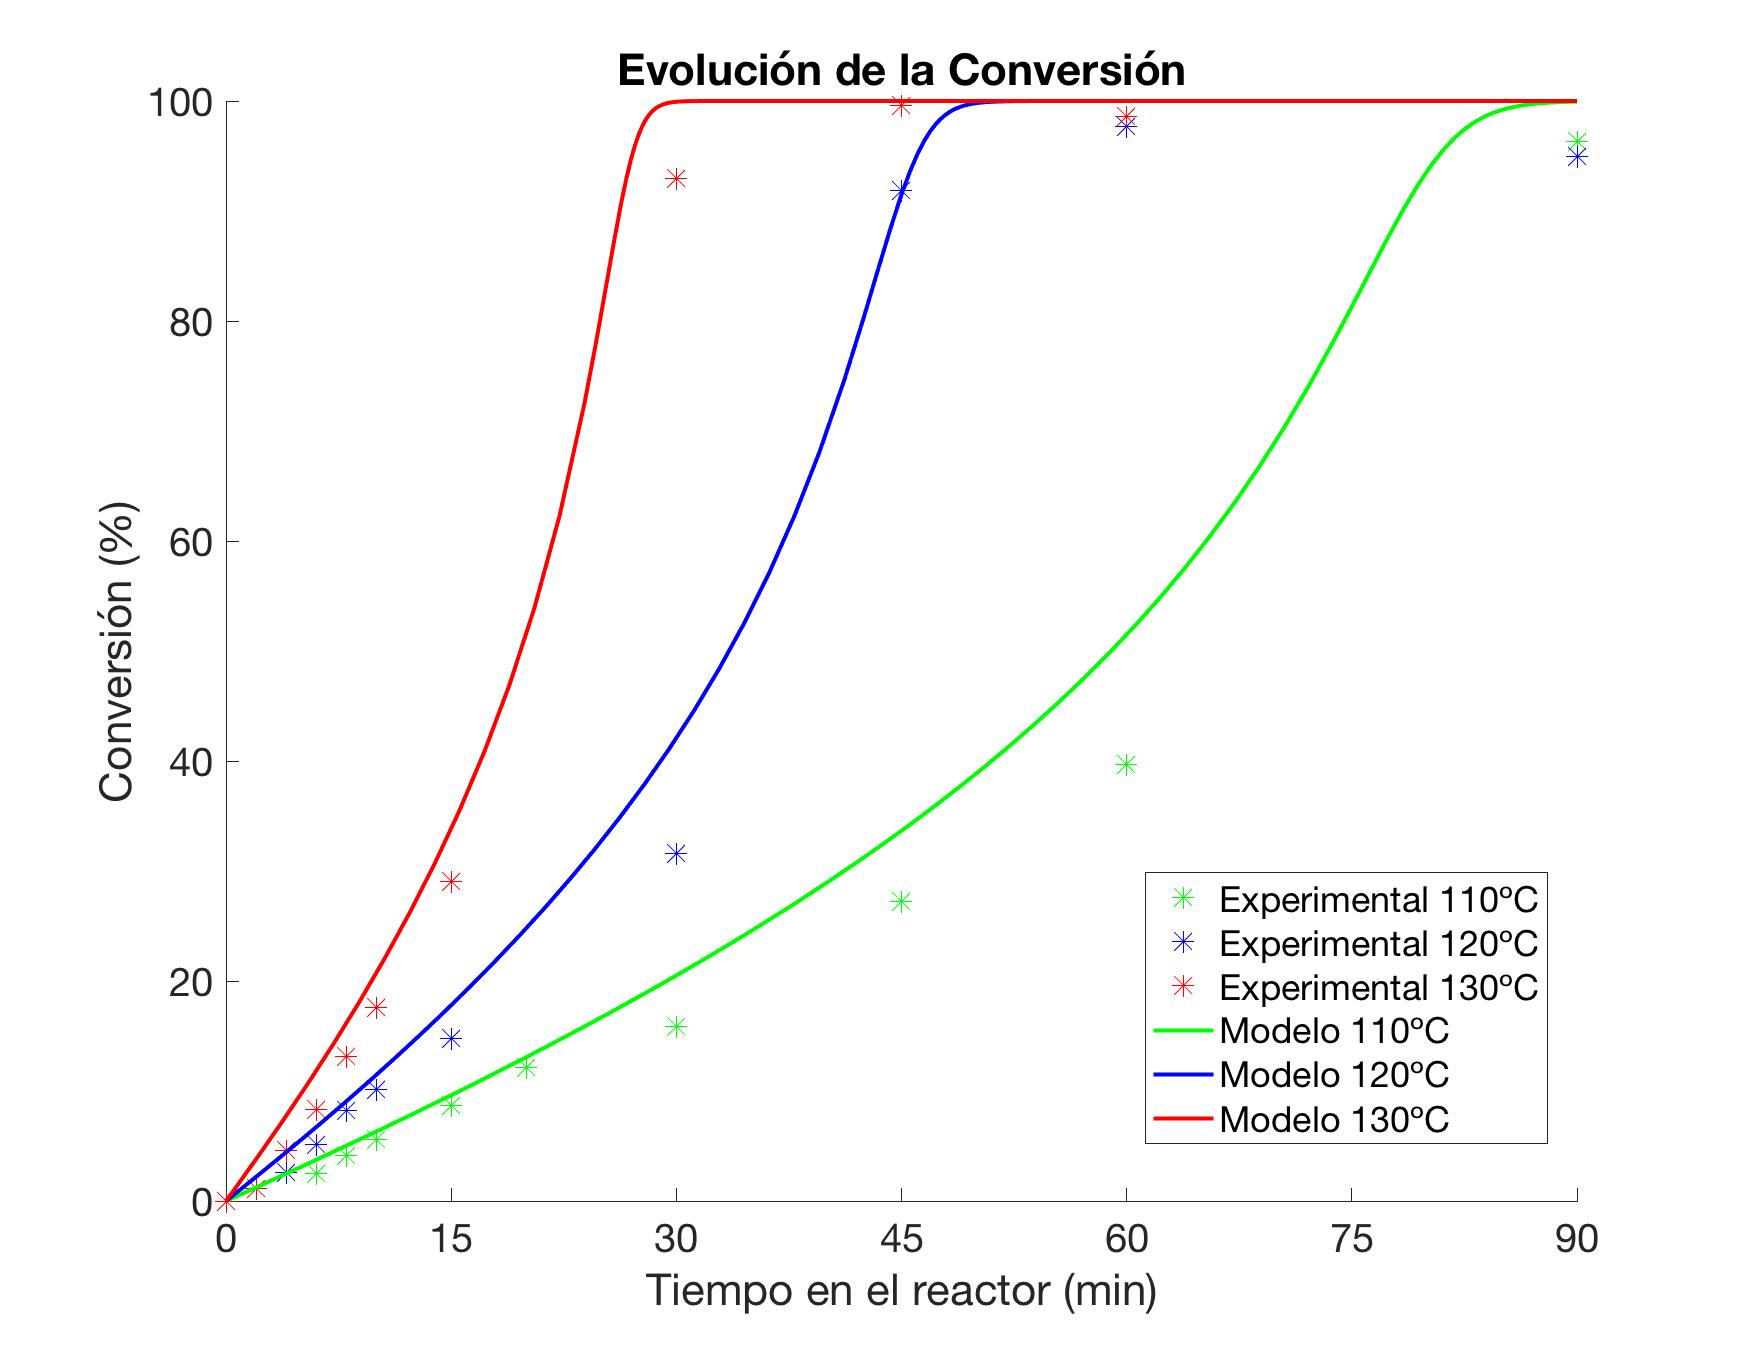 Evolución de la Conversión
100
80
60
40
20
0
Conversión (%)
0 15 30 45 60 75 90
Tiempo en el reactor (min)
Experimental 110ºC
Experimental 120ºC
Experimental 130ºC
Modelo 110ºC
Modelo 120ºC
Modelo 130ºC